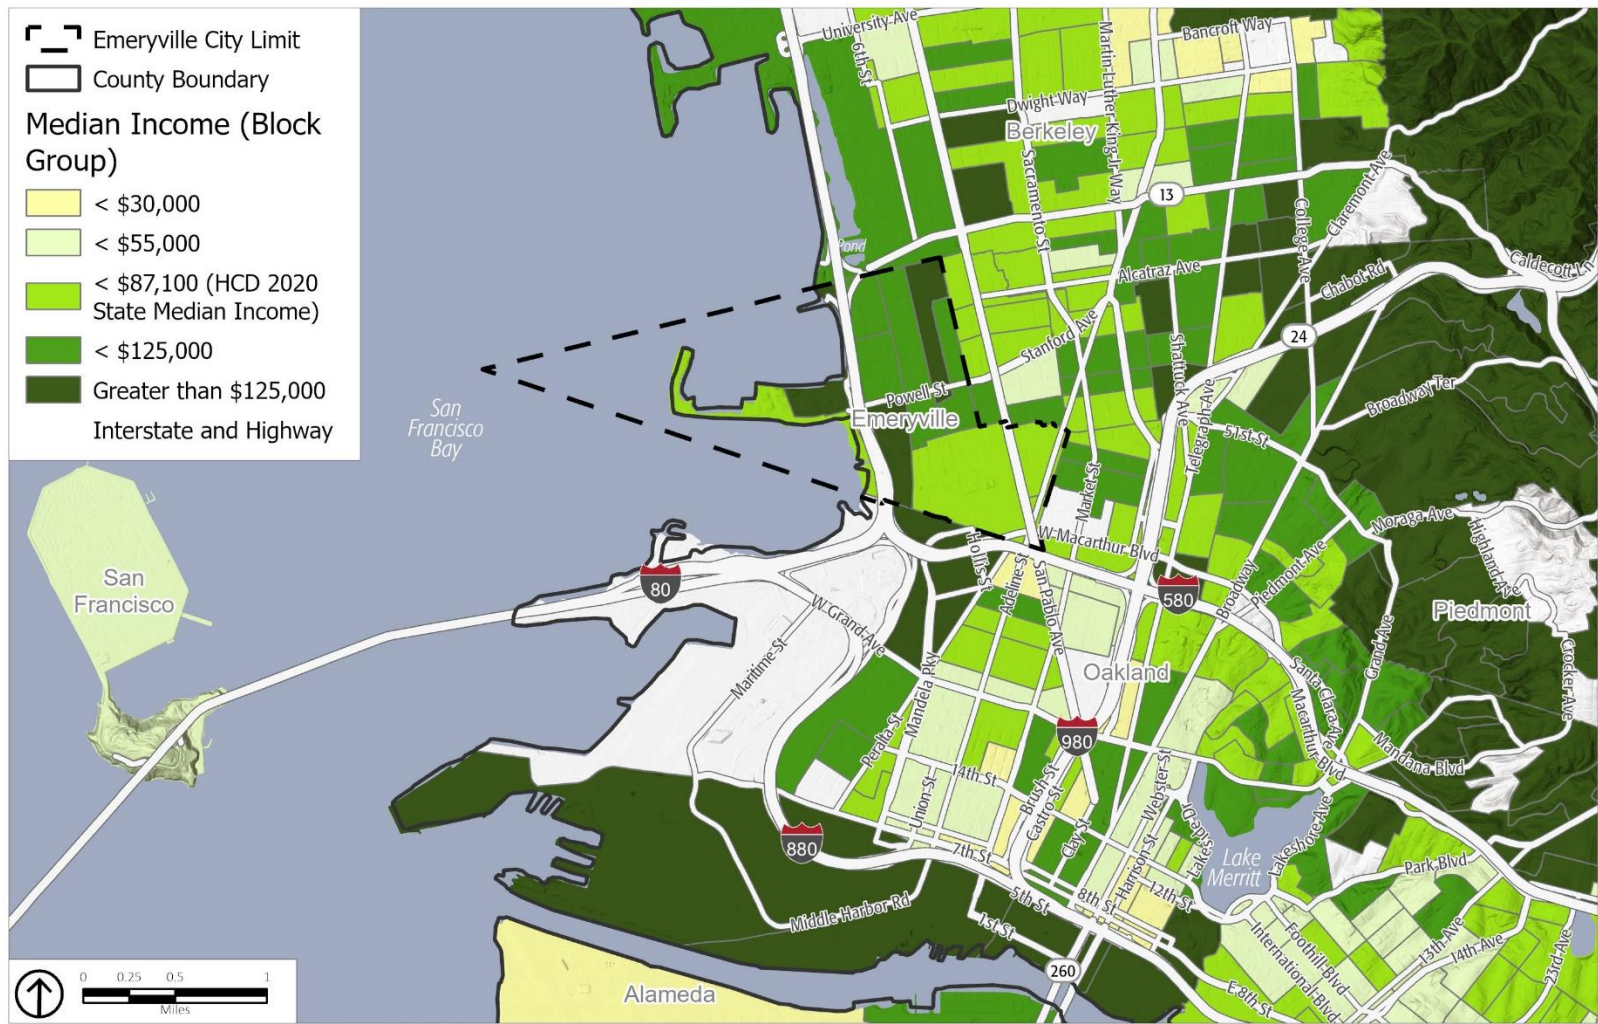 Emeryville City Limit
County Boundary
Median Income (Block
Group)
< $30,000
< $55,000
< $87,100 (HCD 2020
State Median Income)
< $125,000
Greater than $125,000
Interstate and Highway
University Ave
6th St
Martin Luther King Jr Way
Bancroft Way
Dwight Way
Berkeley
Sacramento St
13
College Ave
Claremont Ave
Pond
Alcatraz Ave
Chabot Rd
Caldecott Ln
Stanford Ave
24
Shattuck Ave
Telegraph Ave
Powell St
Broadway Ter
Emeryville
San
Francisco
Bay
51st St
Market St
Moraga Ave
Highland Ave
W Macarthur Blvd
Hollis St
Adeline St
San Pablo Ave
Broadway
Piedmont Ave
San
Francisco
80
580
Piedmont
W Grand Ave
Grand Ave
Crocker Ave
Maritime St
Mandela Pky
Oakland
Santa Clara Ave
Macarthur Blvd
Peralta St
980
Mandana Blvd
14th St
Union St
Brush St
Castro St
Clay St
Webster St
Harrison St
Lakeside Dr
Lakeshore Ave
880
7th St
Lake
Merritt
Park Blvd
5th St
8th St
12th St
Middle Harbor Rd
1st St
Foothill Blvd
International Blvd
13th Ave
14th Ave
23rd Ave
260
E 8th St
Alameda
0 0.25 0.5 1
Miles